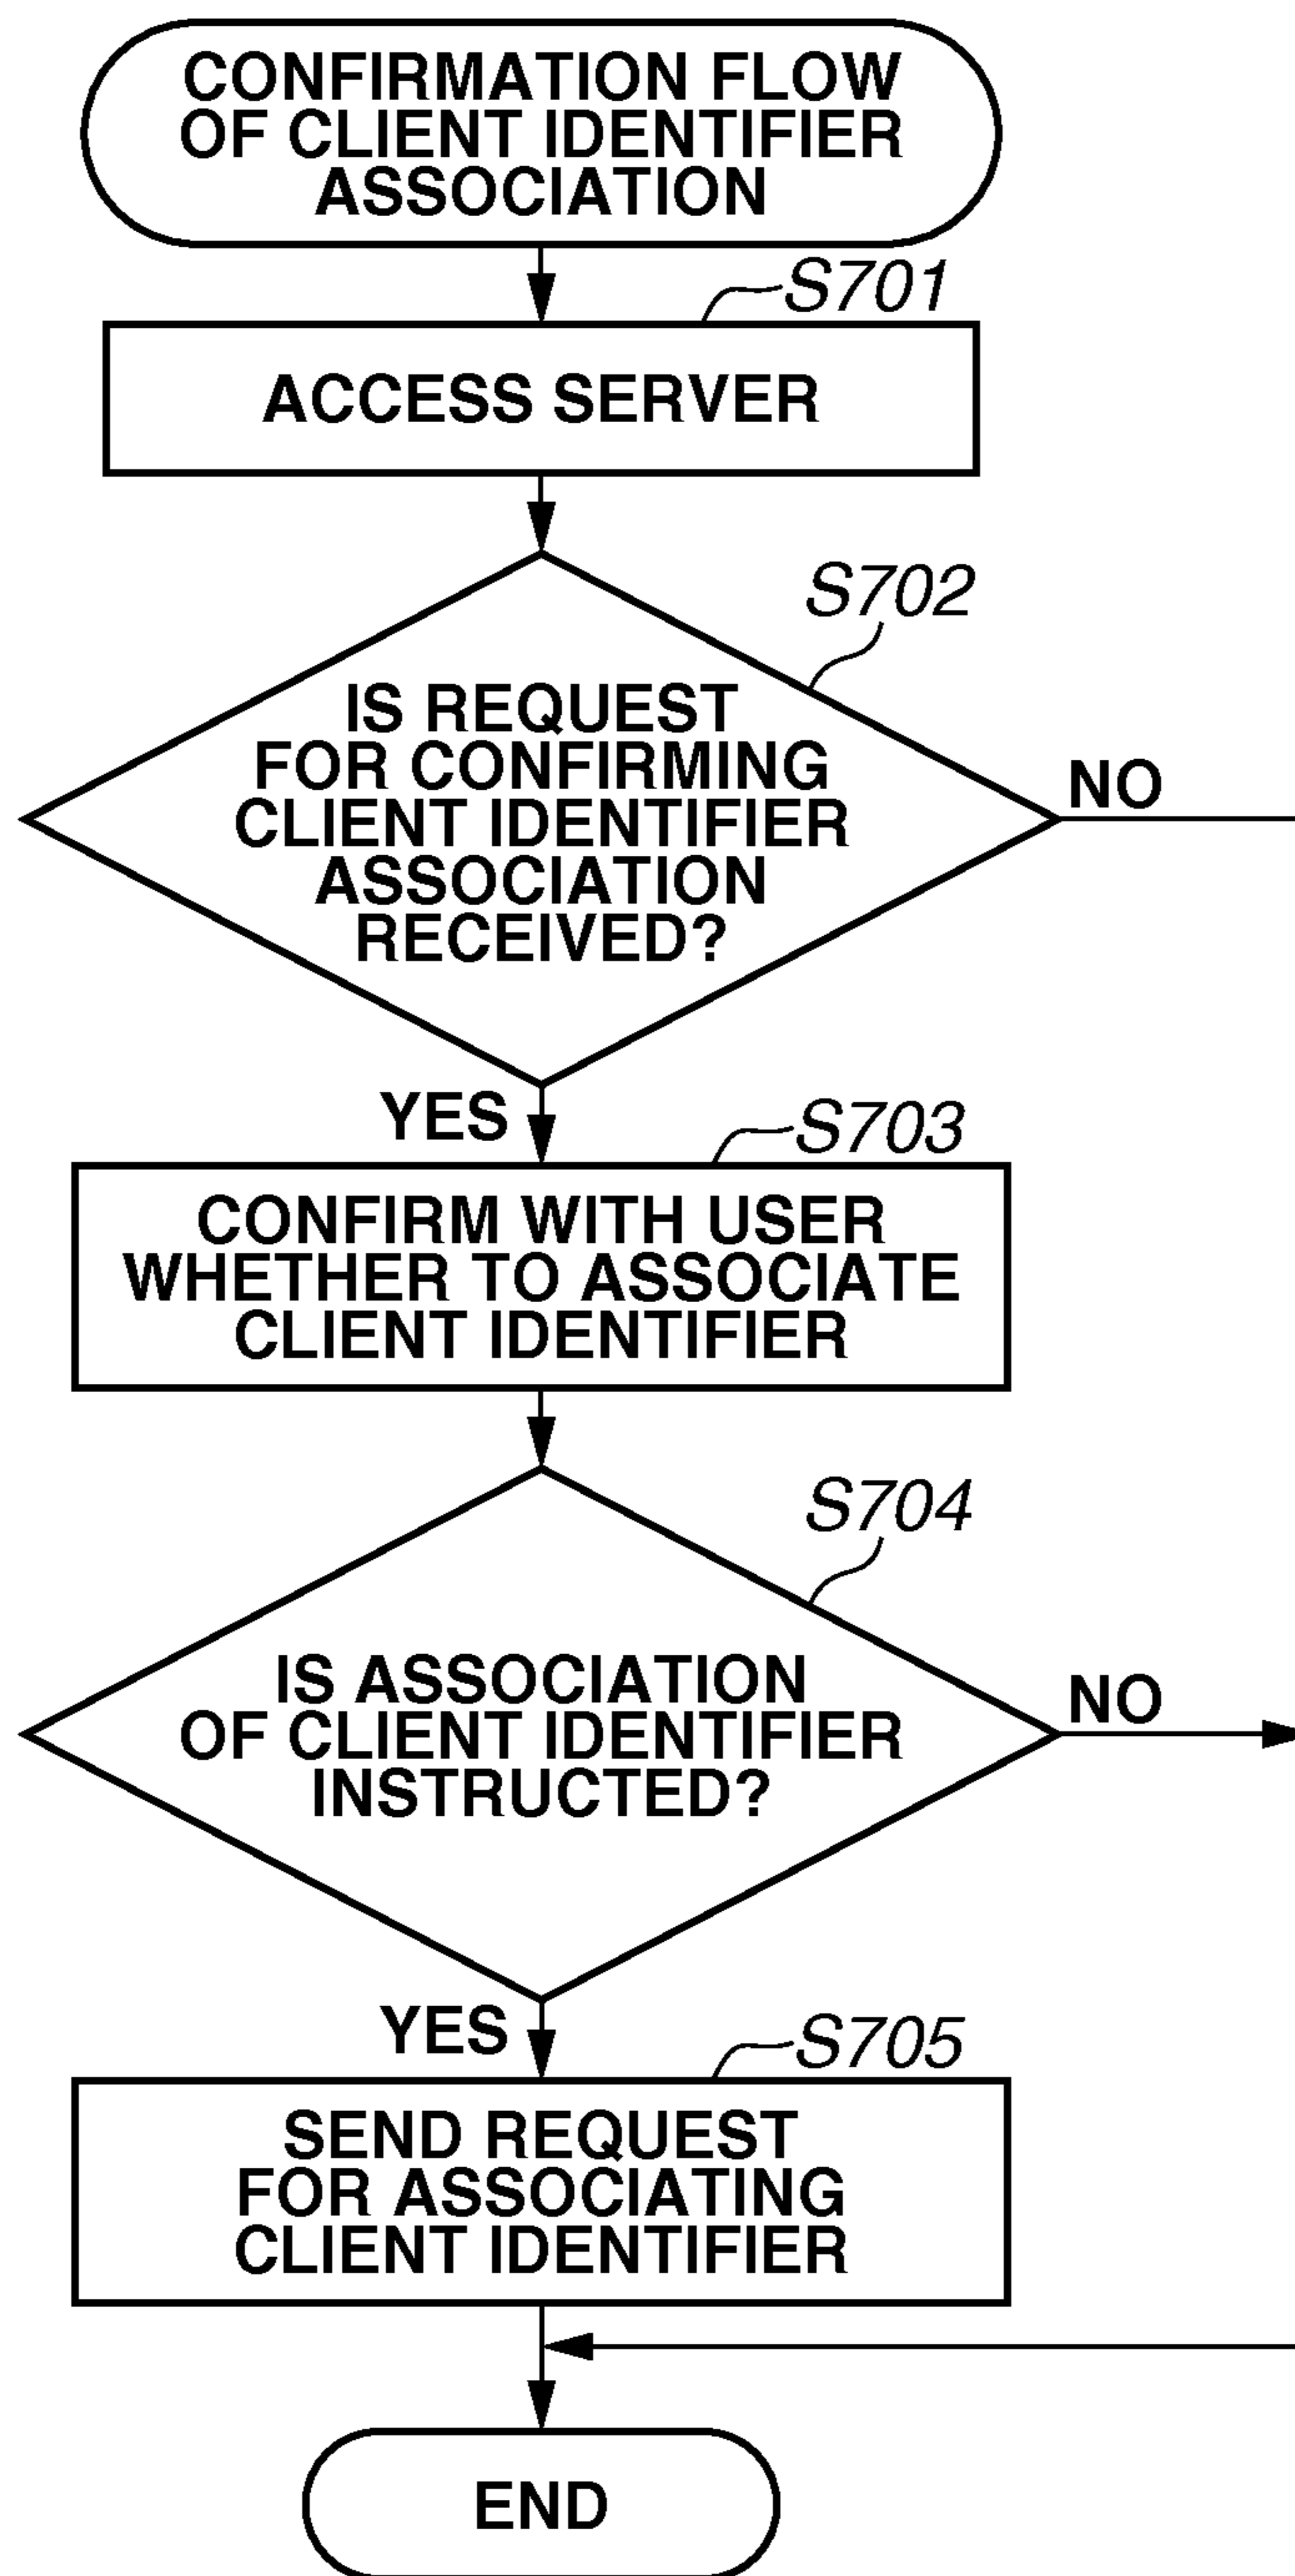 CONFIRMATION FLOW
OF CLIENT IDENTIFIER
ASSOCIATION
S701
ACCESS SERVER
S702
IS REQUEST
FOR CONFIRMING
CLIENT IDENTIFIER
ASSOCIATION
RECEIVED?
NO
YES
S703
CONFIRM WITH USER
WHETHER TO ASSOCIATE
CLIENT IDENTIFIER
S704
IS ASSOCIATION
OF CLIENT IDENTIFIER
INSTRUCTED?
NO
YES
S705
SEND REQUEST
FOR ASSOCIATING
CLIENT IDENTIFIER
END